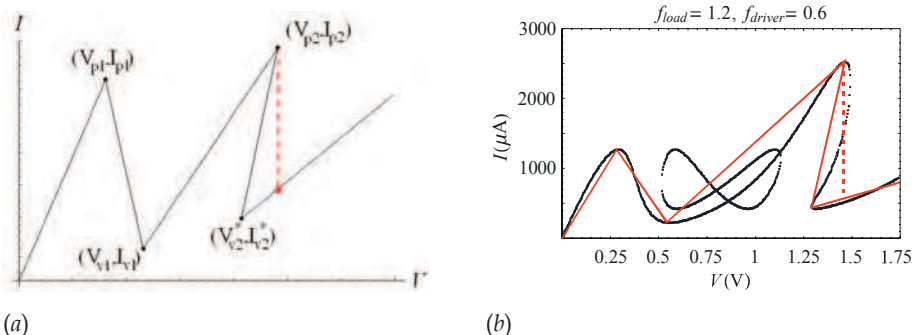 I
(Vp1,Ip1)
(Vp2,Ip2)
(Vv1,Iv1)
(V*v2,I*v2)
V
(a)
fload = 1.2, fdriver = 0.6
3000
2000
1000
I(μA)
0.25 0.5 0.75 1 1.25 1.5 1.75
V(V)
(b)